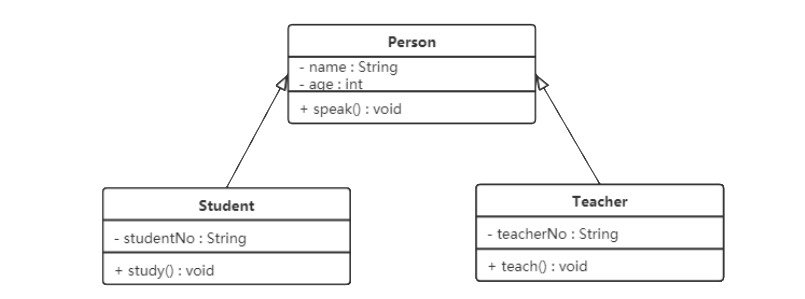 Person
- name : String
- age : int
+ speak() : void
Student
- studentNo : String
+ study() : void
Teacher
- teacherNo : String
+ teach() : void